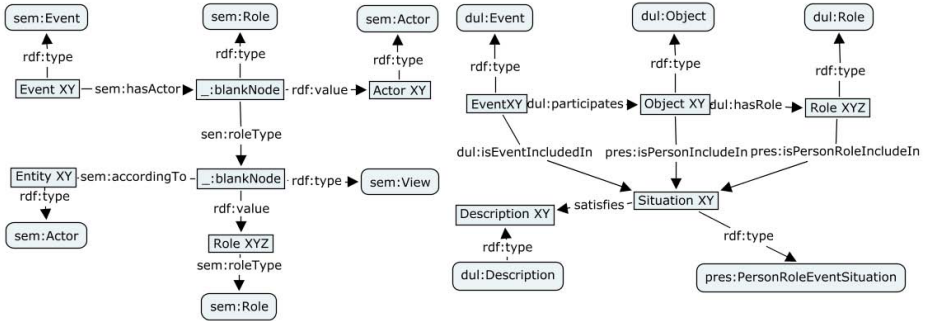 sem:Event
sem:Role
sem:Actor
rdf:type
rdf:type
rdf:type
Event XY
sem:hasActor
_:blankNode
rdf:value
Actor XY
sen:roleType
Entity XY
sem:accordingTo
_:blankNode
rdf:type
sem:View
rdf:type
rdf:value
sem:Actor
Role XYZ
sem:roleType
sem:Role
dul:Event
dul:Object
dul:Role
rdf:type
rdf:type
rdf:type
EventXY
dul:participates
Object XY
dul:hasRole
Role XYZ
dul:isEventIncludedIn
pres:isPersonIncludeIn
pres:isPersonRoleIncludeIn
Description XY
satisfies
Situation XY
rdf:type
rdf:type
dul:Description
pres:PersonRoleEventSituation